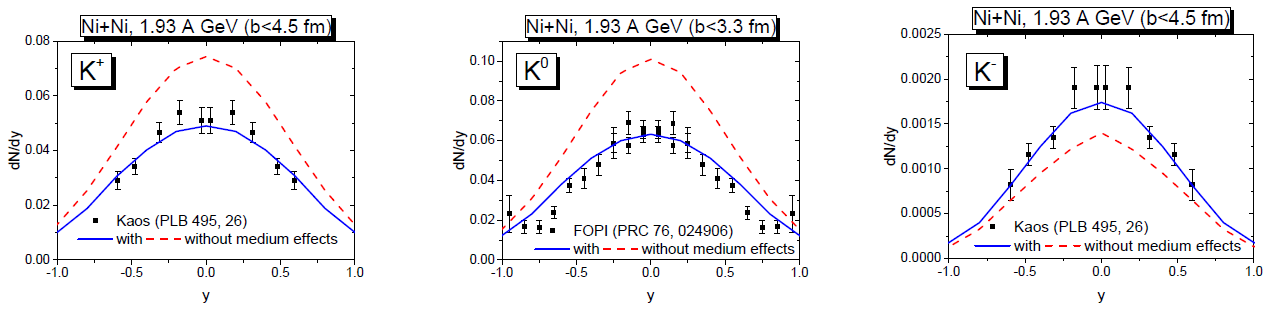 Ni+Ni, 1.93 A GeV (b<4.5 fm)
K+
0.08
0.06
0.04
0.02
0.00
dN/dy
Kaos (PLB 495, 26)
with without medium effects
-1.0 -0.5 0.0 0.5 1.0
y
Ni+Ni, 1.93 A GeV (b<3.3 fm)
K0
0.10
0.08
0.06
0.04
0.02
0.00
dN/dy
FOPI (PRC 76, 024906)
with without medium effects
-1.0 -0.5 0.0 0.5 1.0
y
Ni+Ni, 1.93 A GeV (b<4.5 fm)
K-
0.0025
0.0020
0.0015
0.0010
0.0005
0.0000
dN/dy
Kaos (PLB 495, 26)
with without medium effects
-1.0 -0.5 0.0 0.5 1.0
y